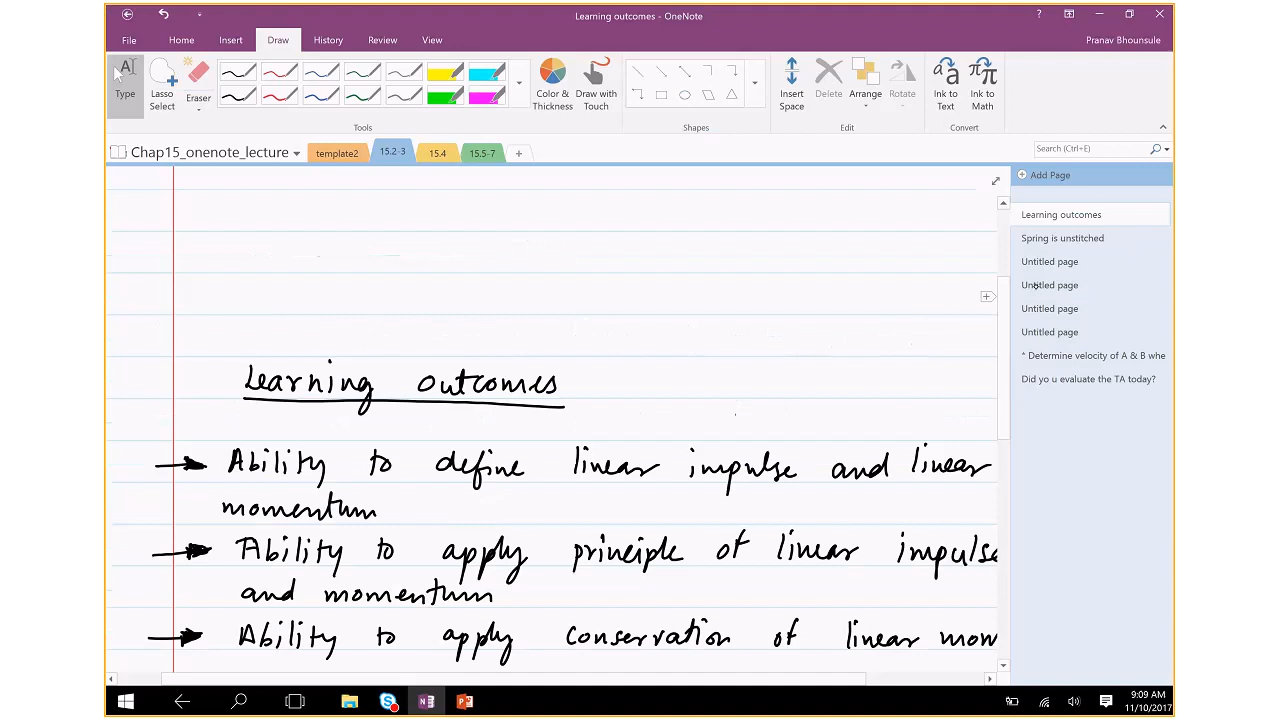 Learning outcomes - OneNote
?
File Home Insert Draw History Review View
Pranav Bhounsule
Type
Lasso Select
Eraser
Color & Thickness
Draw with Touch
Insert Space
Delete
Arrange
Rotate
Ink to Text
Ink to Math
Tools
Shapes
Edit
Convert
Chap15_onenote_lecture
template2
15.2-3
15.4
15.5-7
+
Search (Ctrl+E)
Add Page
Learning outcomes
Spring is unstitched
Untitled page
Untitled page
Untitled page
Untitled page
* Determine velocity of A & B whe
Did yo u evaluate the TA today?
Learning outcomes
→ Ability to define linear impulse and linear
momentum
→ Ability to apply principle of linear impulse
and momentum
→ Ability to apply conservation of linear mom
9:09 AM
11/10/2017